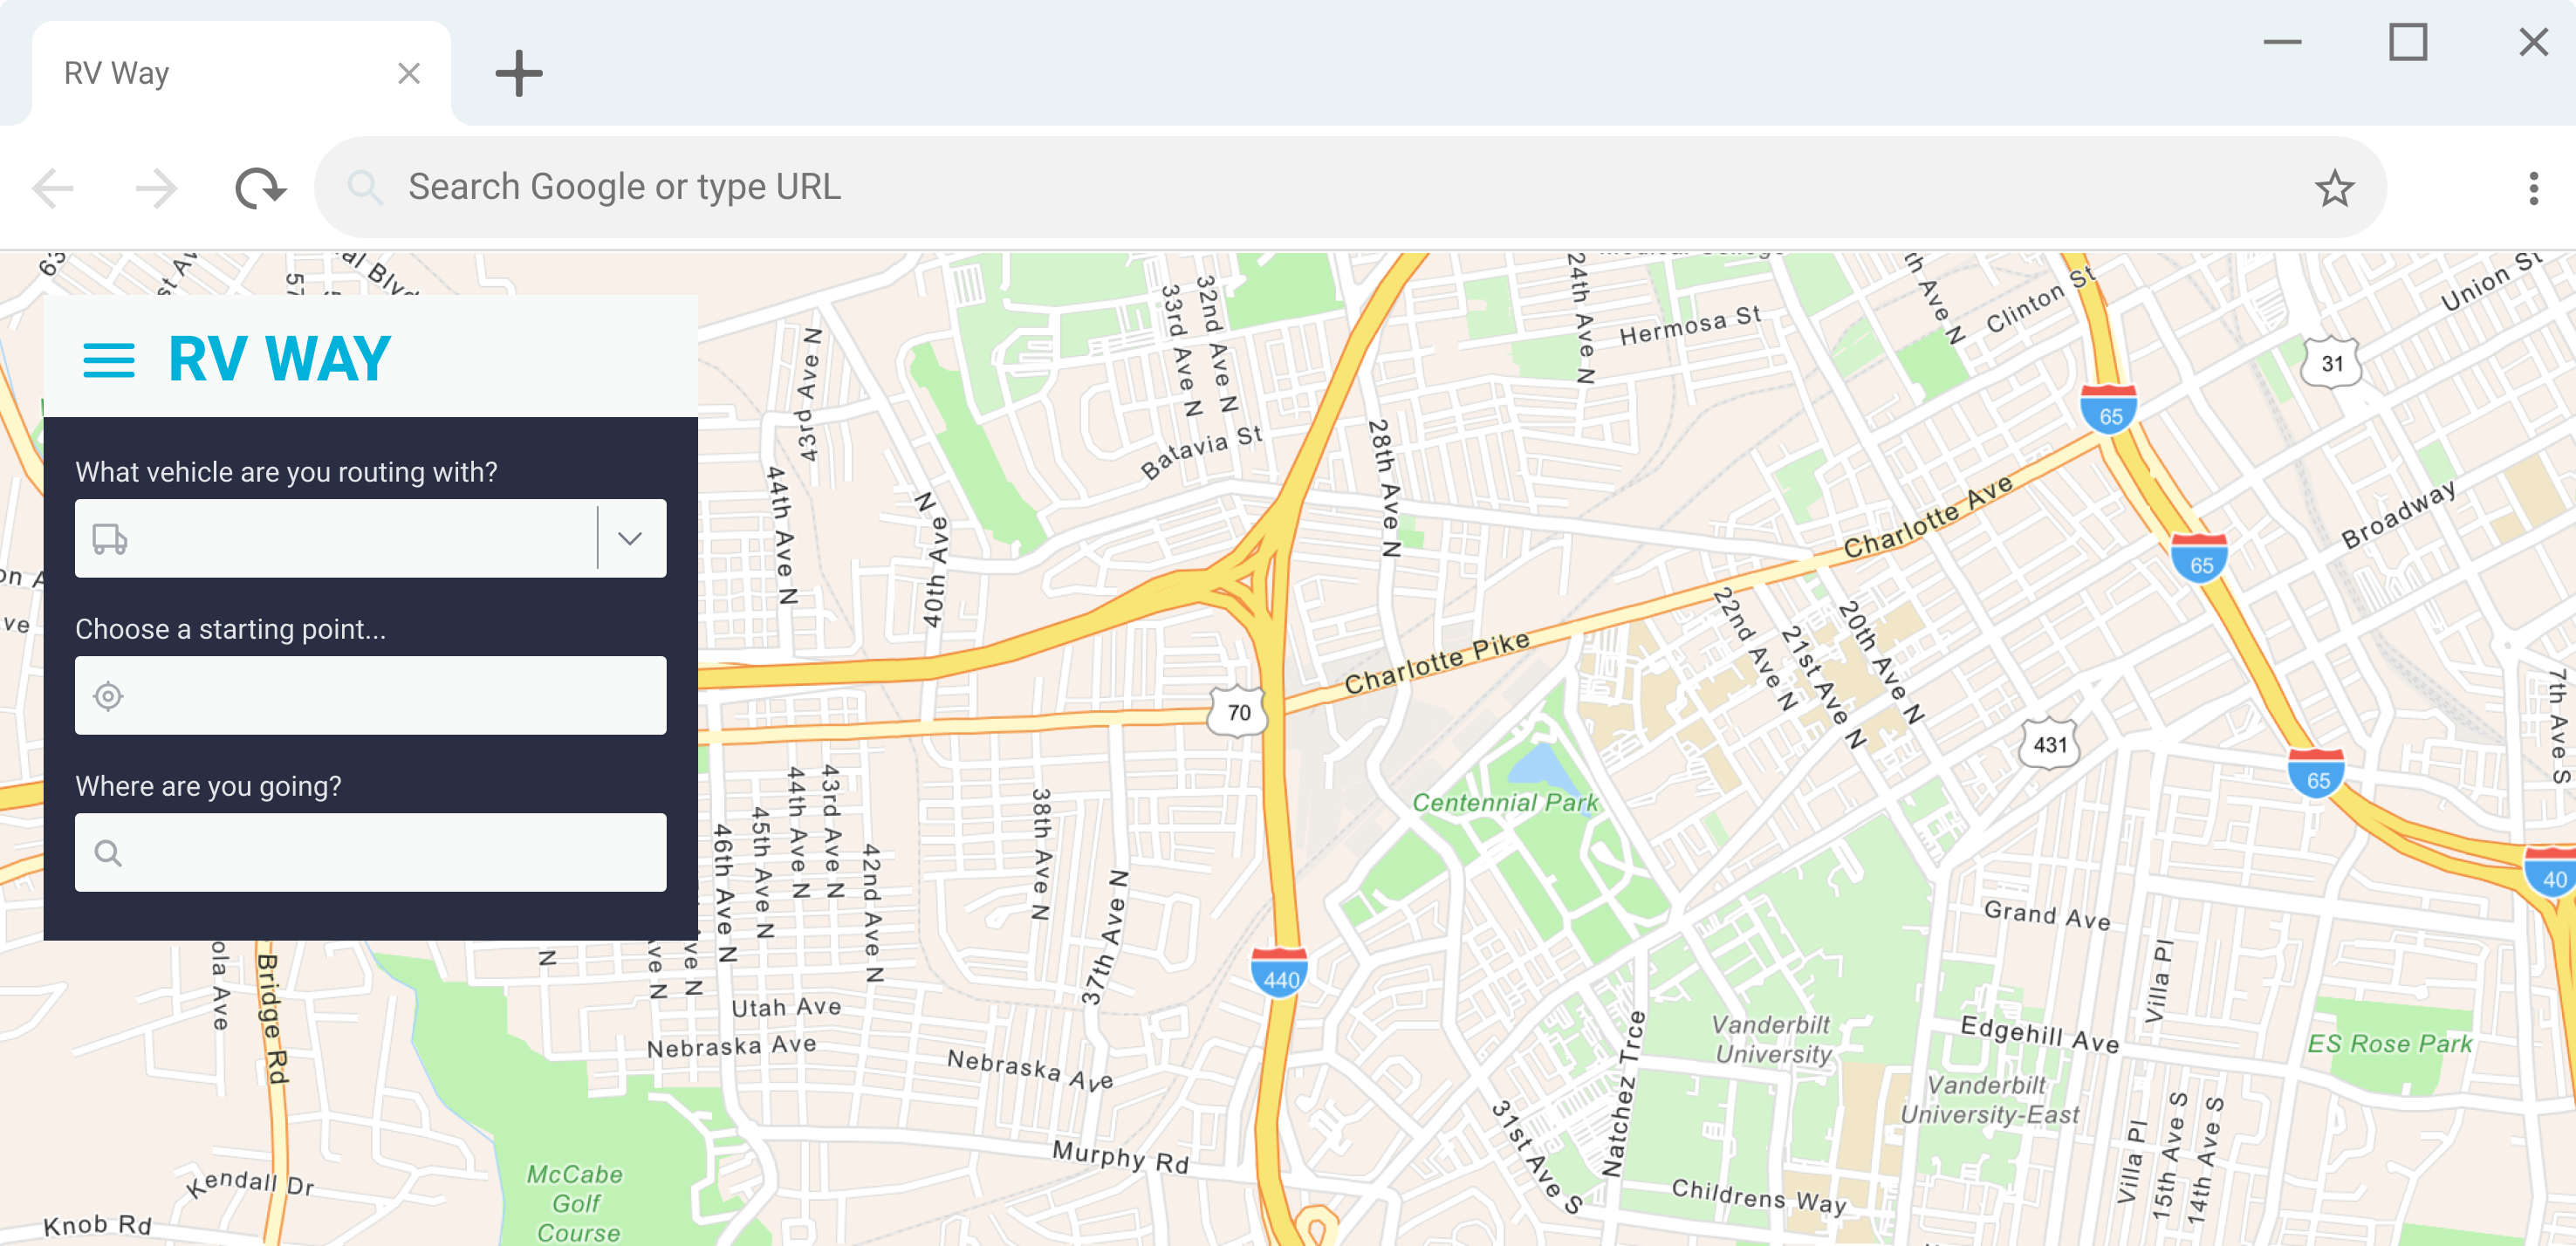 RV Way
Search Google or type URL
RV WAY
What vehicle are you routing with?
Choose a starting point...
Where are you going?
Hermosa St
24th Ave N
Clinton St
Union St
31
33rd Ave N
32nd Ave N
43rd Ave N
Batavia St
28th Ave N
65
44th Ave N
40th Ave N
Charlotte Ave
65
Broadway
22nd Ave N
21st Ave N
20th Ave N
Charlotte Pike
70
431
65
7th Ave S
Centennial Park
44th Ave N
43rd Ave N
45th Ave N
46th Ave N
42nd Ave N
38th Ave N
37th Ave N
40
Grand Ave
440
Villa Pl
Bridge Rd
Utah Ave
Nebraska Ave
Nebraska Ave
Vanderbilt
University
Edgehill Ave
ES Rose Park
Natchez Trce
Vanderbilt
University-East
31st Ave S
Murphy Rd
Villa Pl
15th Ave S
14th Ave S
McCabe
Golf
Course
Kendall Dr
Childrens Way
Knob Rd